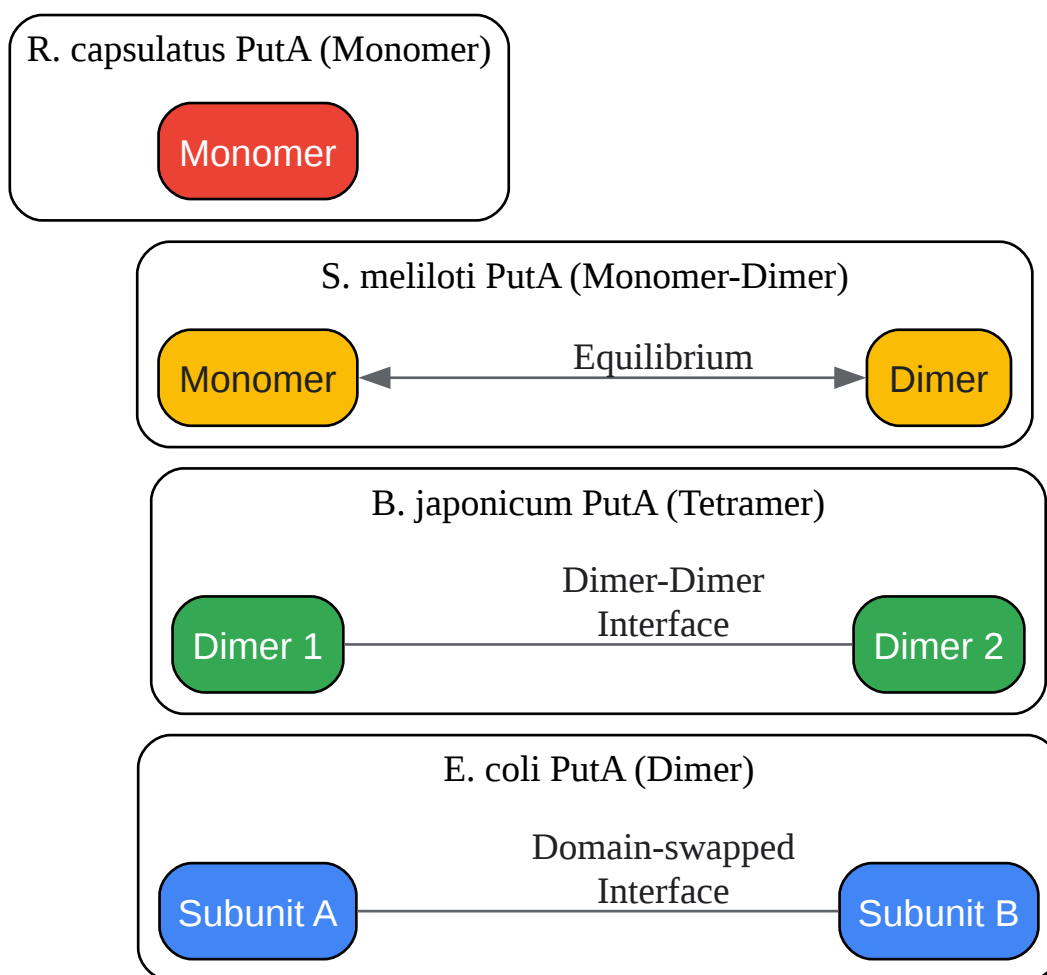 R. capsulatus PutA (Monomer)
Monomer
S. meliloti PutA (Monomer-Dimer)
Monomer
Equilibrium
Dimer
B. japonicum PutA (Tetramer)
Dimer 1
Dimer-Dimer
Interface
Dimer 2
E. coli PutA (Dimer)
Subunit A
Domain-swapped
Interface
Subunit B